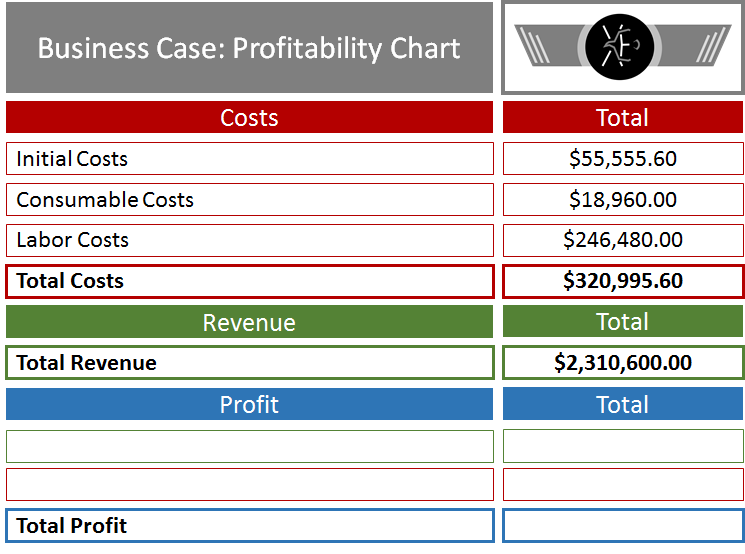 Business Case: Profitability Chart
Costs Total
Initial Costs $55,555.60
Consumable Costs $18,960.00
Labor Costs $246,480.00
Total Costs $320,995.60
Revenue Total
Total Revenue $2,310,600.00
Profit Total
Total Profit